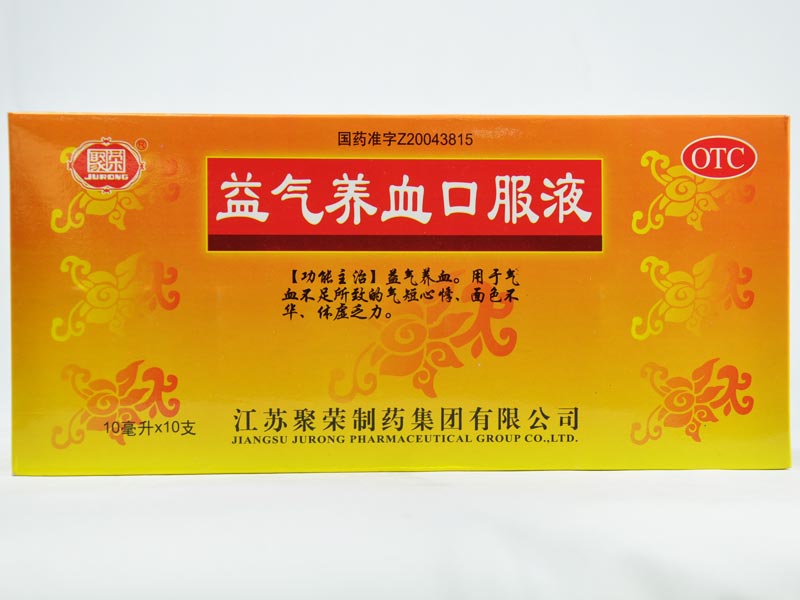 国药准字Z20043815
聚荣
JURONG
®
OTC
益气养血口服液
【功能主治】益气养血。用于气
血不足所致的气短心悸、面色不
华、体虚乏力。
10毫升x10支
江苏聚荣制药集团有限公司
JIANGSU JURONG PHARMACEUTICAL GROUP CO.,LTD.